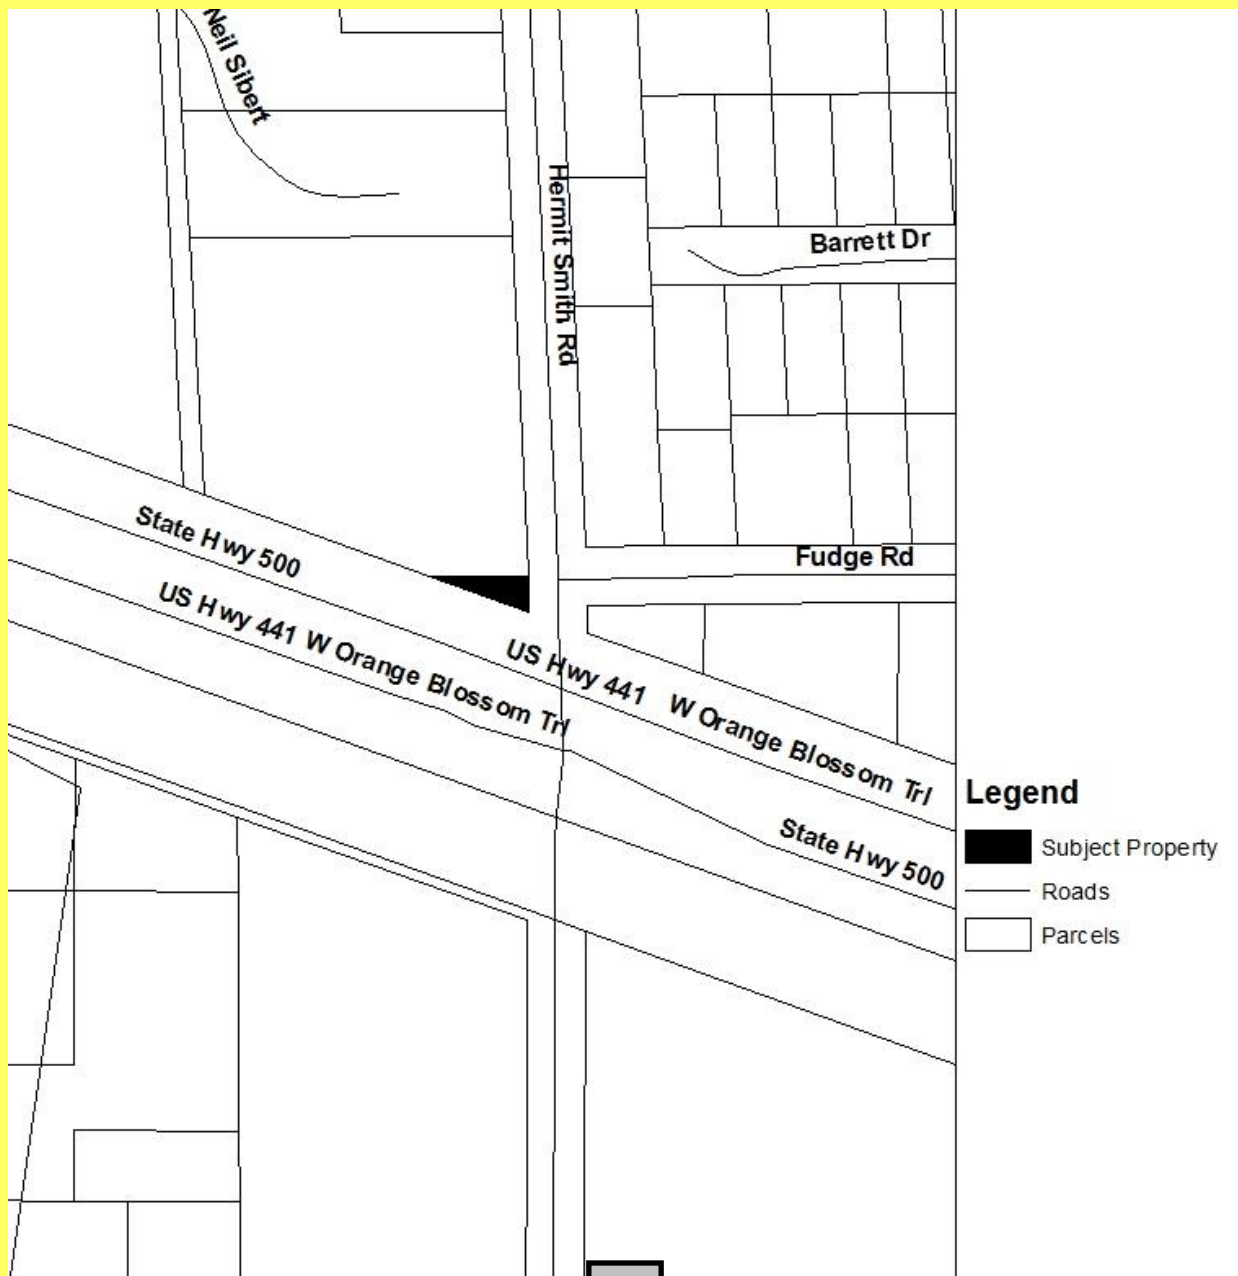 Neil Sibert
Hermit Smith Rd
Barrett Dr
State Hwy 500
Fudge Rd
US Hwy 441 W Orange Blossom Trl
US Hwy 441 W Orange Blossom Trl
State Hwy 500
Legend
Subject Property
Roads
Parcels